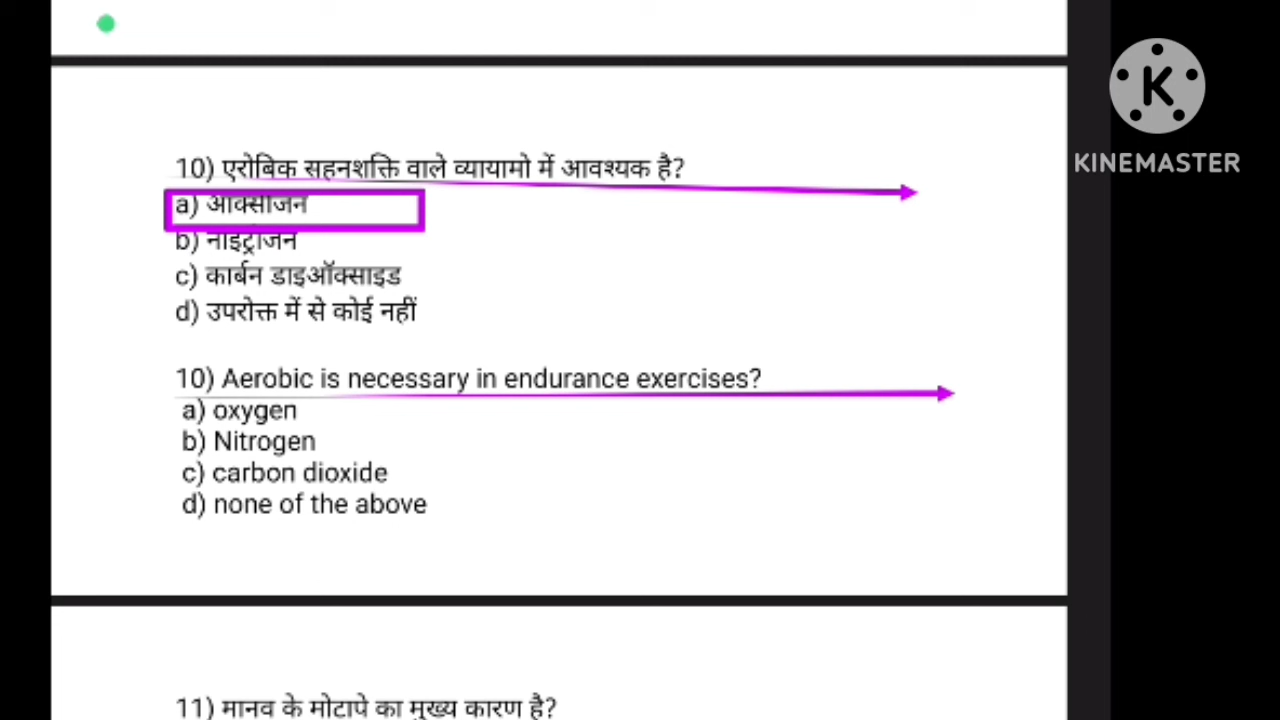 10) एरोबिक सहनशक्ति वाले व्यायामो में आवश्यक है?
a) ऑक्सीजन
b) नाइट्रोजन
c) कार्बन डाइऑक्साइड
d) उपरोक्त में से कोई नहीं
10) Aerobic is necessary in endurance exercises?
a) oxygen
b) Nitrogen
c) carbon dioxide
d) none of the above
11) मानव के मोटापे का मुख्य कारण है?
K
KINEMASTER